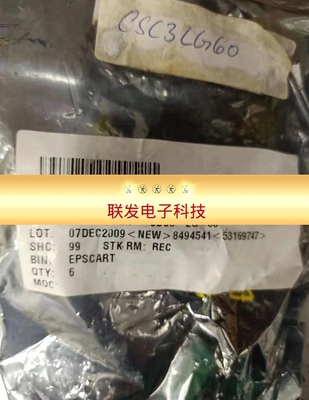 CSC3LG60
联发电子科技
LOT: 07DEC2009<NEW>8494541<53169747>
SHC: 99 STK RM: REC
BIN: EPSCART
QTY: 6
MOC: